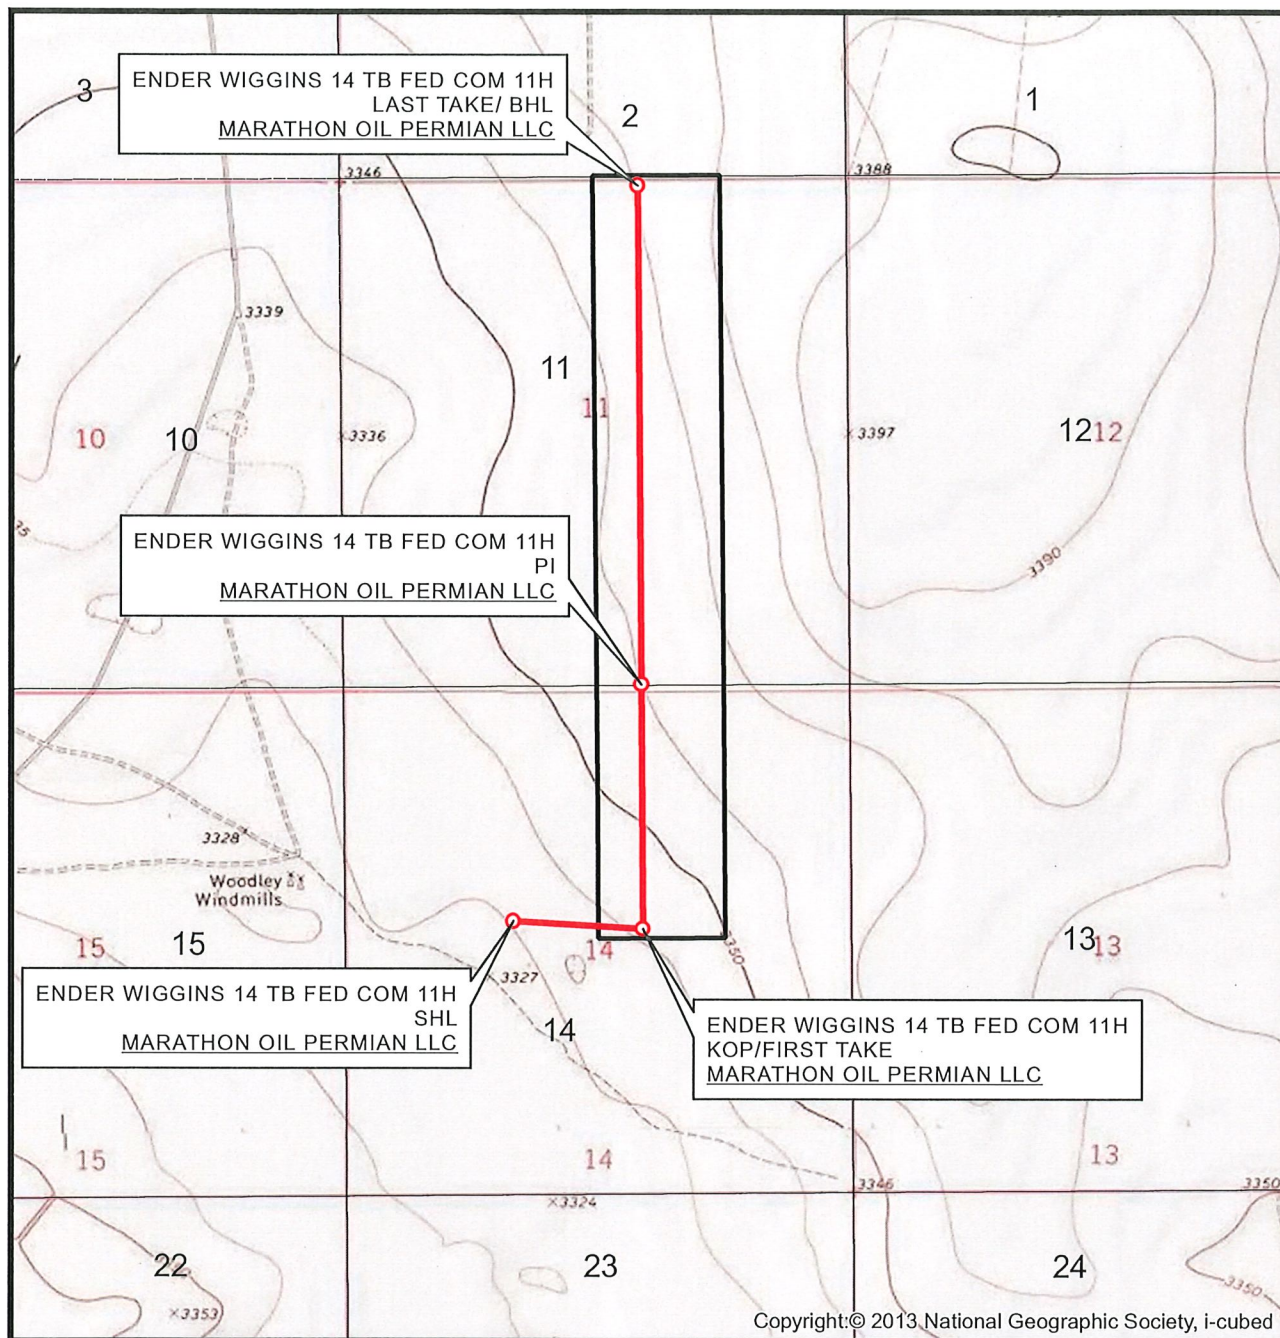 3
ENDER WIGGINS 14 TB FED COM 11H
LAST TAKE/ BHL
MARATHON OIL PERMIAN LLC
2
1
3346
3388
3339
11
11
10
10
3336
3397
12
12
ENDER WIGGINS 14 TB FED COM 11H
PI
MARATHON OIL PERMIAN LLC
3390
3328
Woodley
Windmills
15
15
14
3350
13
13
3327
ENDER WIGGINS 14 TB FED COM 11H
SHL
MARATHON OIL PERMIAN LLC
14
ENDER WIGGINS 14 TB FED COM 11H
KOP/FIRST TAKE
MARATHON OIL PERMIAN LLC
15
14
13
3346
3350
×3324
22
23
24
3350
×3353
Copyright:© 2013 National Geographic Society, i-cubed